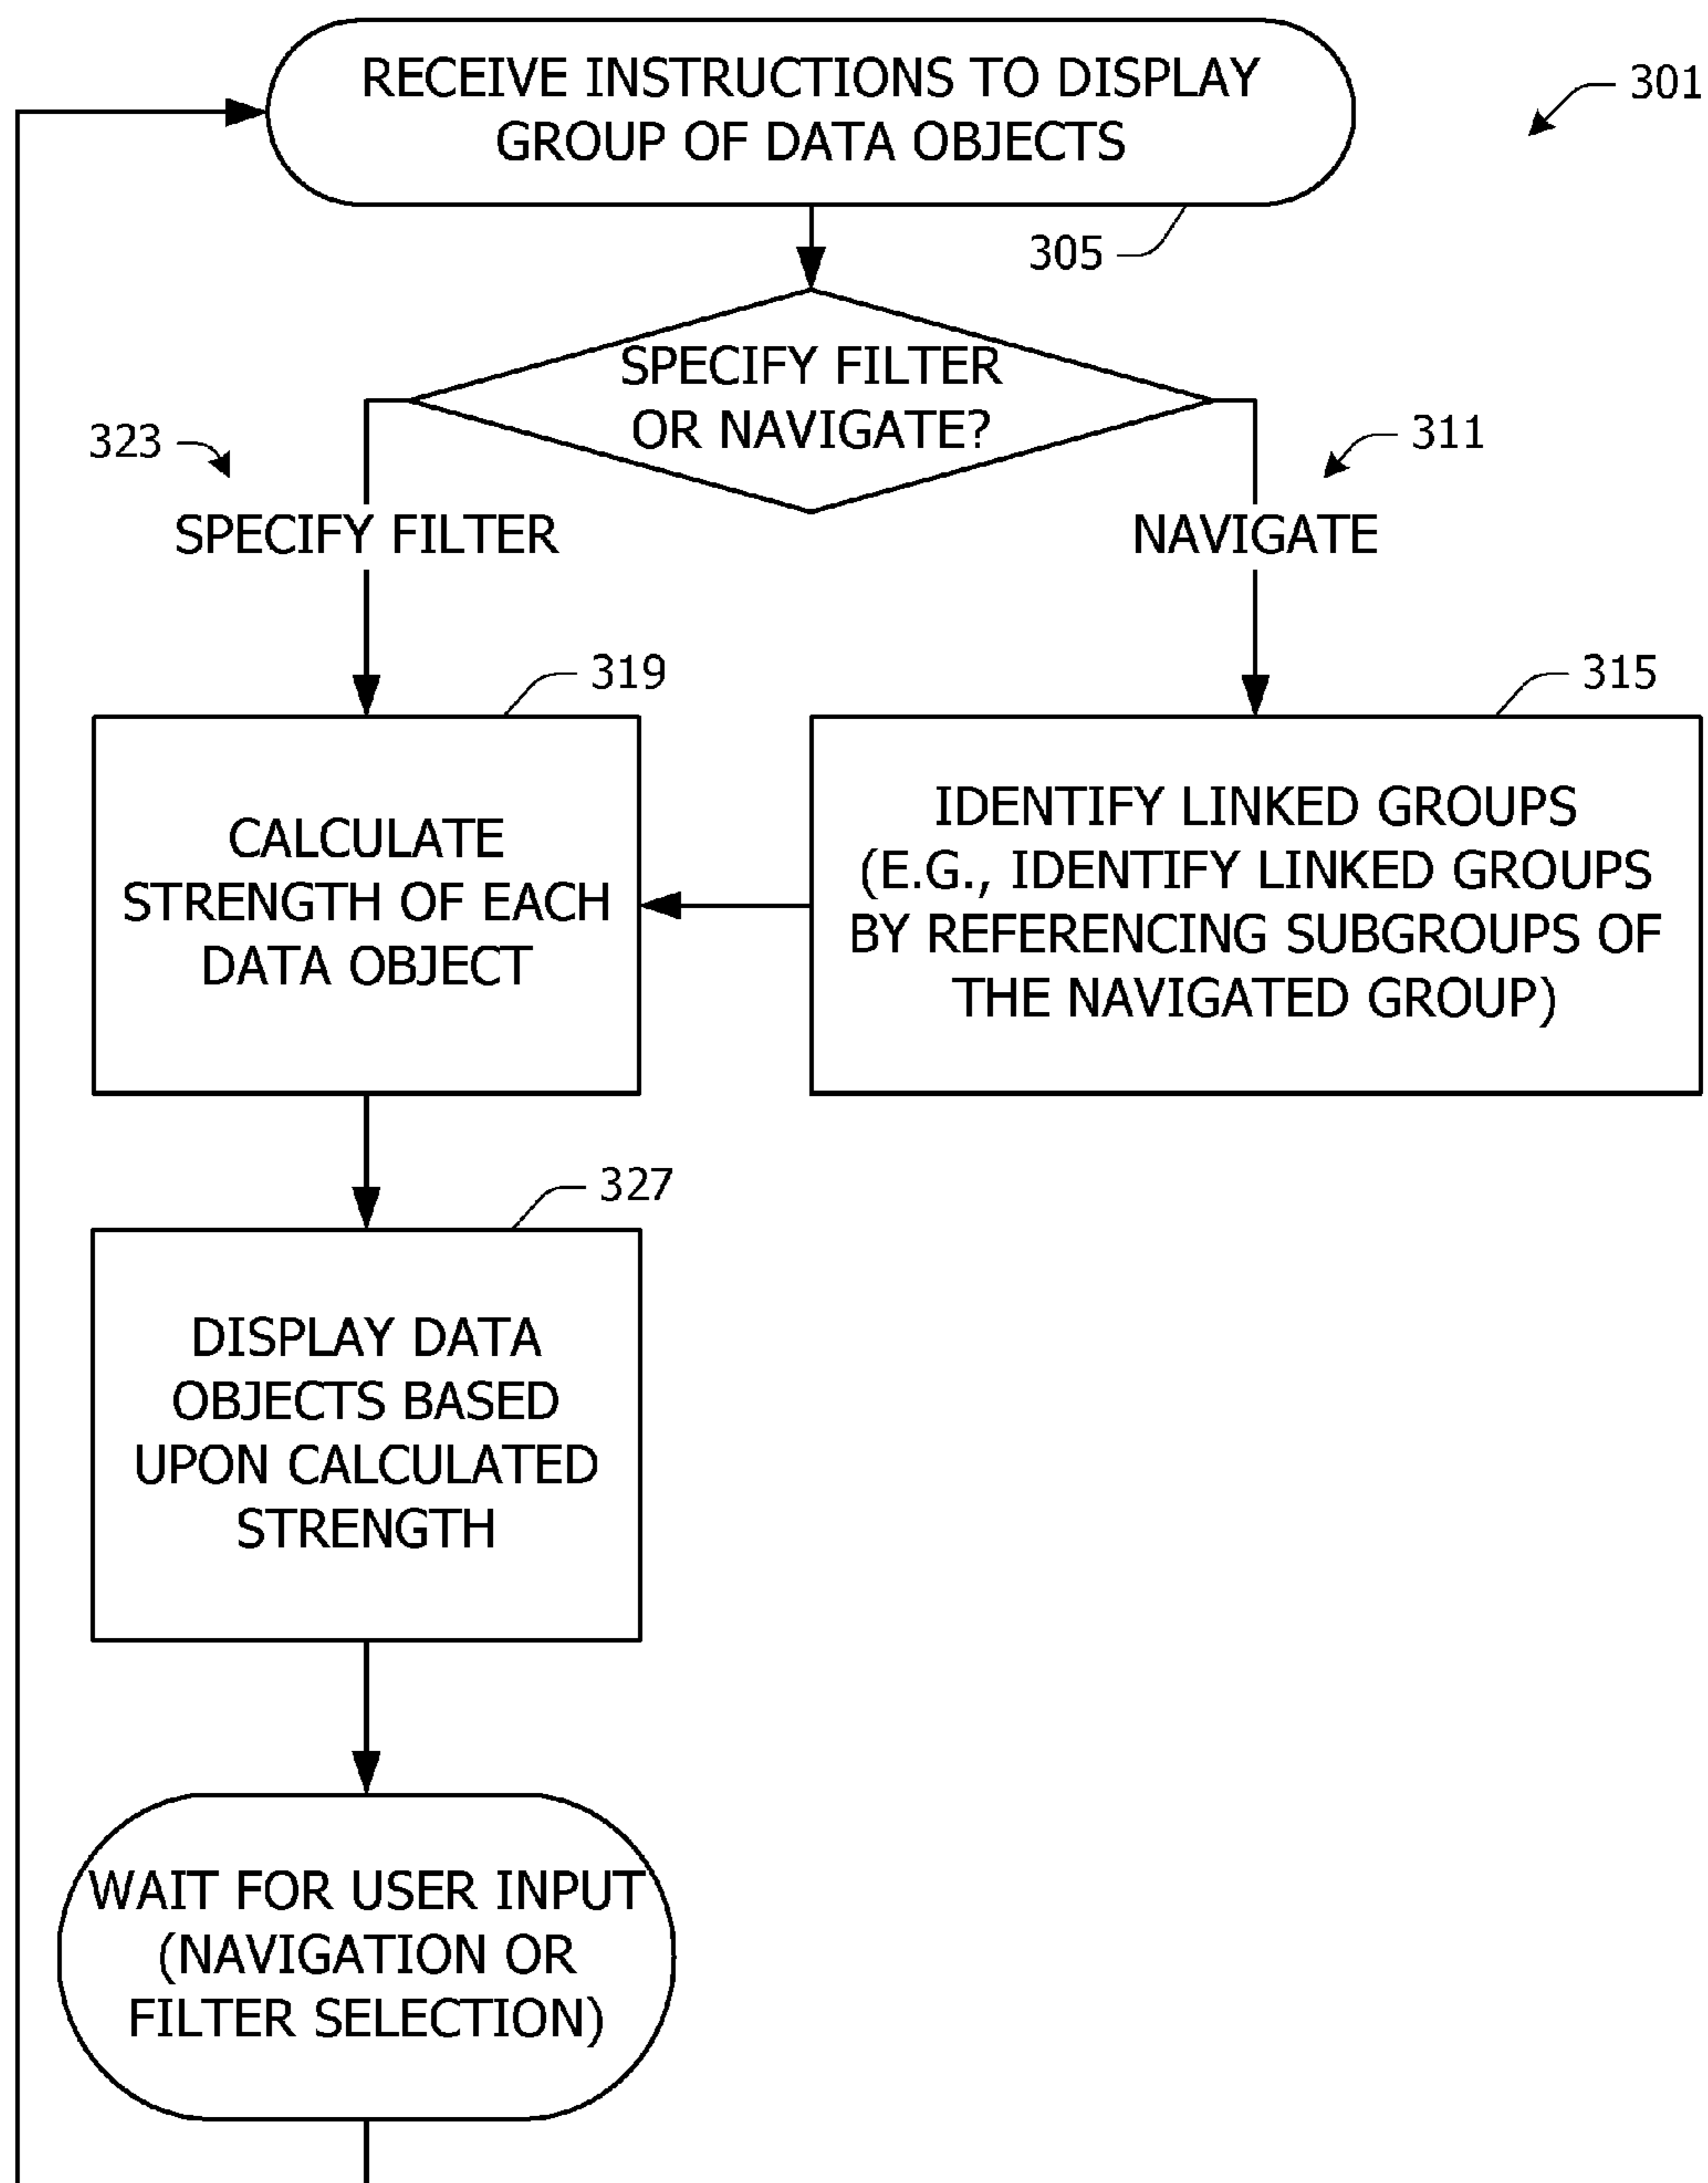 RECEIVE INSTRUCTIONS TO DISPLAY
GROUP OF DATA OBJECTS
301
305
SPECIFY FILTER
OR NAVIGATE?
323
311
SPECIFY FILTER
NAVIGATE
319
315
CALCULATE
STRENGTH OF EACH
DATA OBJECT
IDENTIFY LINKED GROUPS
(E.G., IDENTIFY LINKED GROUPS
BY REFERENCING SUBGROUPS OF
THE NAVIGATED GROUP)
327
DISPLAY DATA
OBJECTS BASED
UPON CALCULATED
STRENGTH
WAIT FOR USER INPUT
(NAVIGATION OR
FILTER SELECTION)